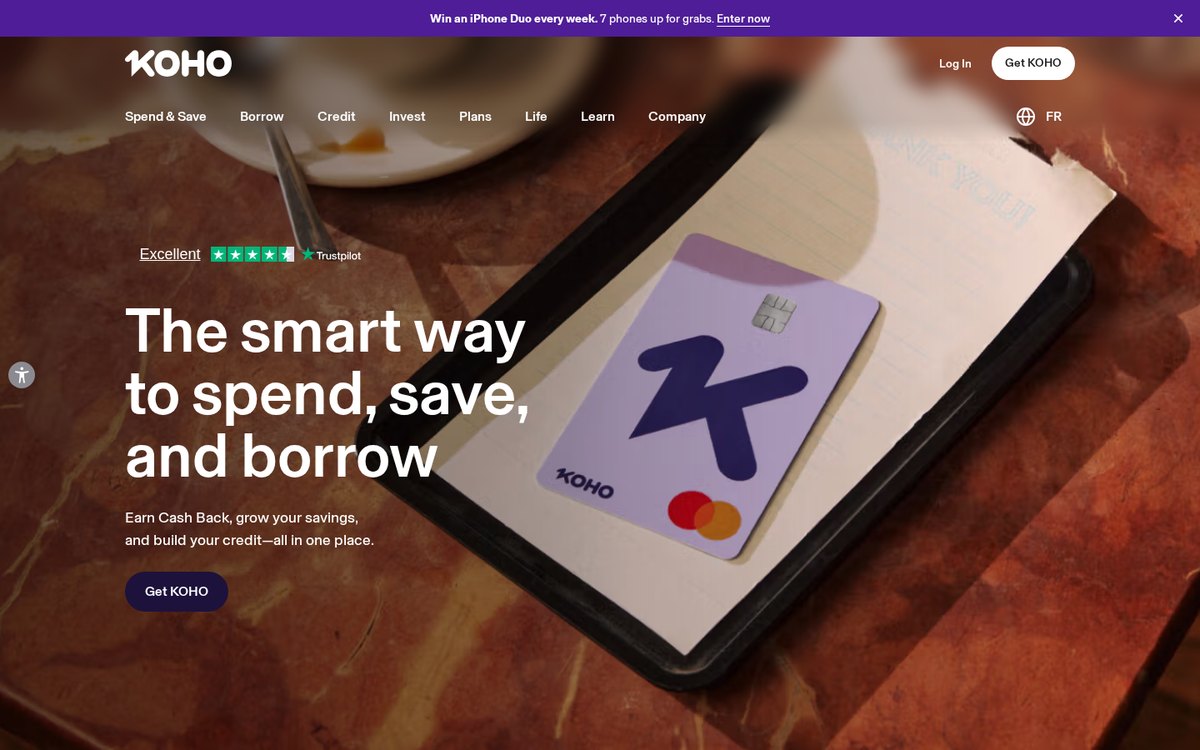 Win an iPhone Duo every week. 7 phones up for grabs. Enter now
KOHO
Log In
Get KOHO
Spend & Save
Borrow
Credit
Invest
Plans
Life
Learn
Company
FR
THANK YOU!
Excellent
Trustpilot
The smart way
to spend, save,
and borrow
KOHO
Earn Cash Back, grow your savings,
and build your credit—all in one place.
Get KOHO